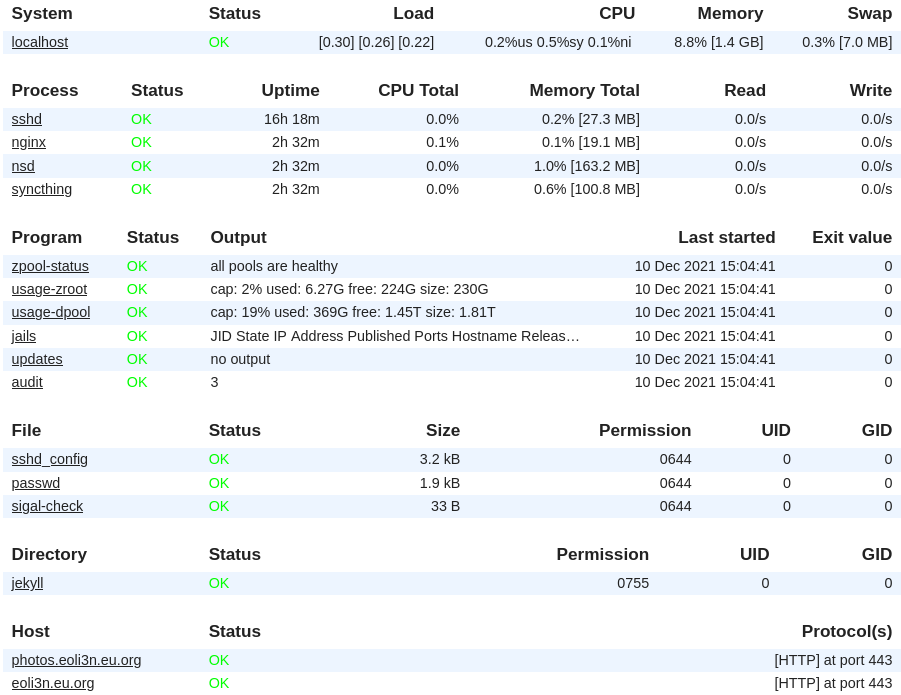 System Status Load CPU Memory Swap
localhost OK [0.30] [0.26] [0.22] 0.2%us 0.5%sy 0.1%ni 8.8% [1.4 GB] 0.3% [7.0 MB]
Process Status Uptime CPU Total Memory Total Read Write
sshd OK 16h 18m 0.0% 0.2% [27.3 MB] 0.0/s 0.0/s
nginx OK 2h 32m 0.1% 0.1% [19.1 MB] 0.0/s 0.0/s
nsd OK 2h 32m 0.0% 1.0% [163.2 MB] 0.0/s 0.0/s
syncthing OK 2h 32m 0.0% 0.6% [100.8 MB] 0.0/s 0.0/s
Program Status Output Last started Exit value
zpool-status OK all pools are healthy 10 Dec 2021 15:04:41 0
usage-zroot OK cap: 2% used: 6.27G free: 224G size: 230G 10 Dec 2021 15:04:41 0
usage-dpool OK cap: 19% used: 369G free: 1.45T size: 1.81T 10 Dec 2021 15:04:41 0
jails OK JID State IP Address Published Ports Hostname Releas… 10 Dec 2021 15:04:41 0
updates OK no output 10 Dec 2021 15:04:41 0
audit OK 3 10 Dec 2021 15:04:41 0
File Status Size Permission UID GID
sshd_config OK 3.2 kB 0644 0 0
passwd OK 1.9 kB 0644 0 0
sigal-check OK 33 B 0644 0 0
Directory Status Permission UID GID
jekyll OK 0755 0 0
Host Status Protocol(s)
photos.eoli3n.eu.org OK [HTTP] at port 443
eoli3n.eu.org OK [HTTP] at port 443